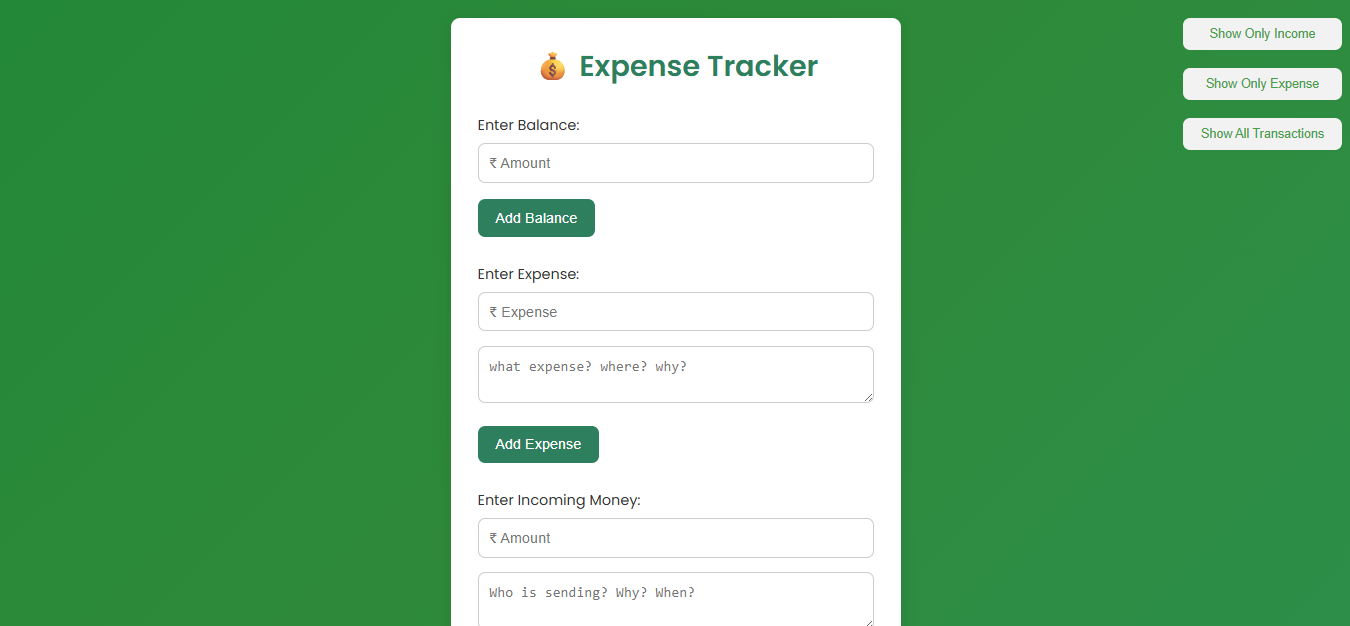 Expense Tracker
Enter Balance:
₹ Amount
Add Balance
Enter Expense:
₹ Expense
what expense? where? why?
Add Expense
Enter Incoming Money:
₹ Amount
Who is sending? Why? When?
Show Only Income
Show Only Expense
Show All Transactions